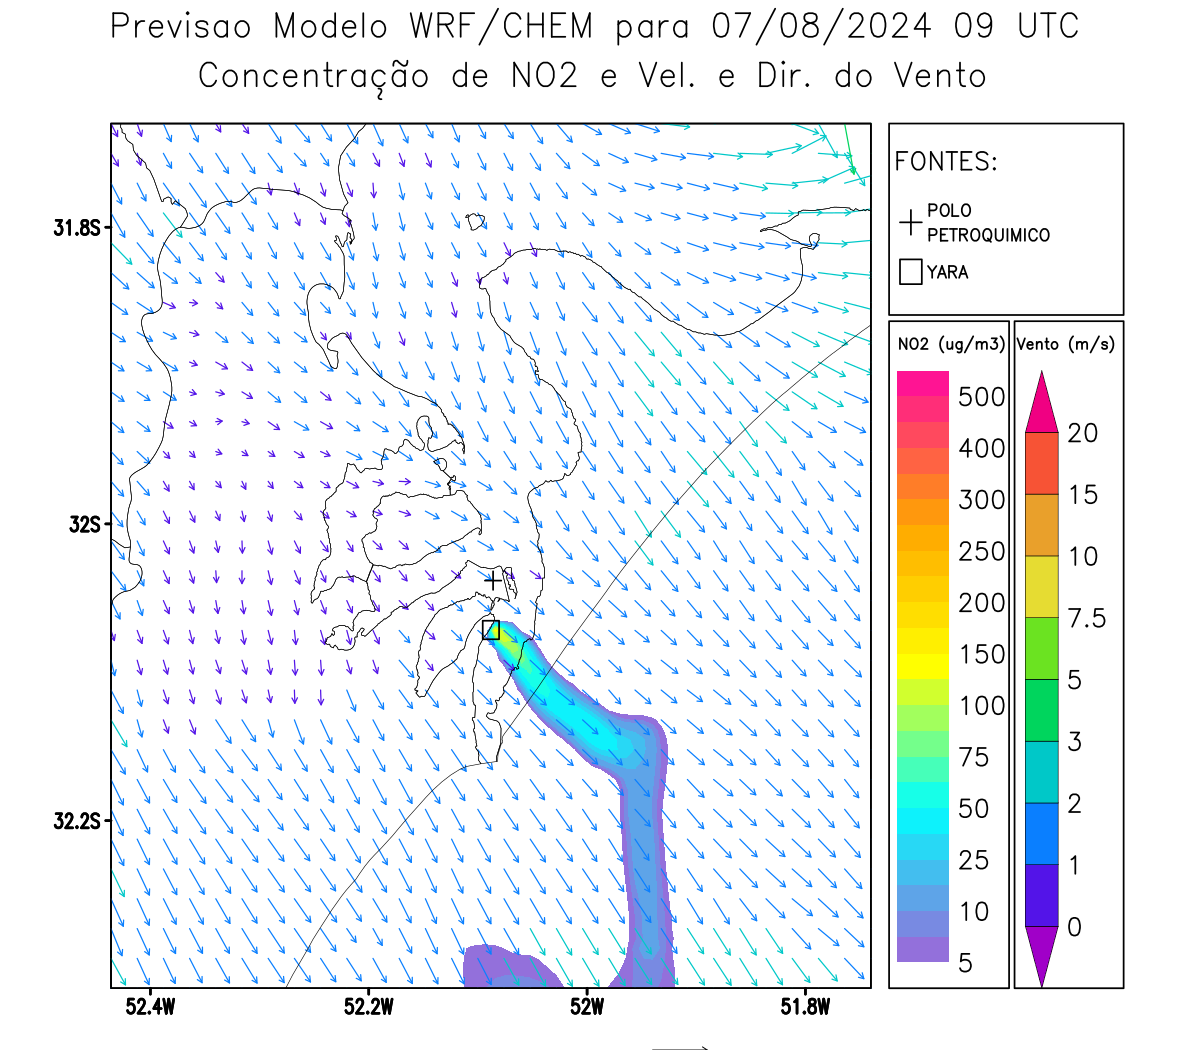 Previsao Modelo WRF/CHEM para 07/08/2024 09 UTC
Concentração de NO2 e Vel. e Dir. do Vento
FONTES:
POLO
PETROQUIMICO
YARA
NO2 (ug/m3)
500
400
300
250
200
150
100
75
50
25
10
5
Vento (m/s)
20
15
10
7.5
5
3
2
1
0
31.8S
32S
32.2S
52.4W
52.2W
52W
51.8W